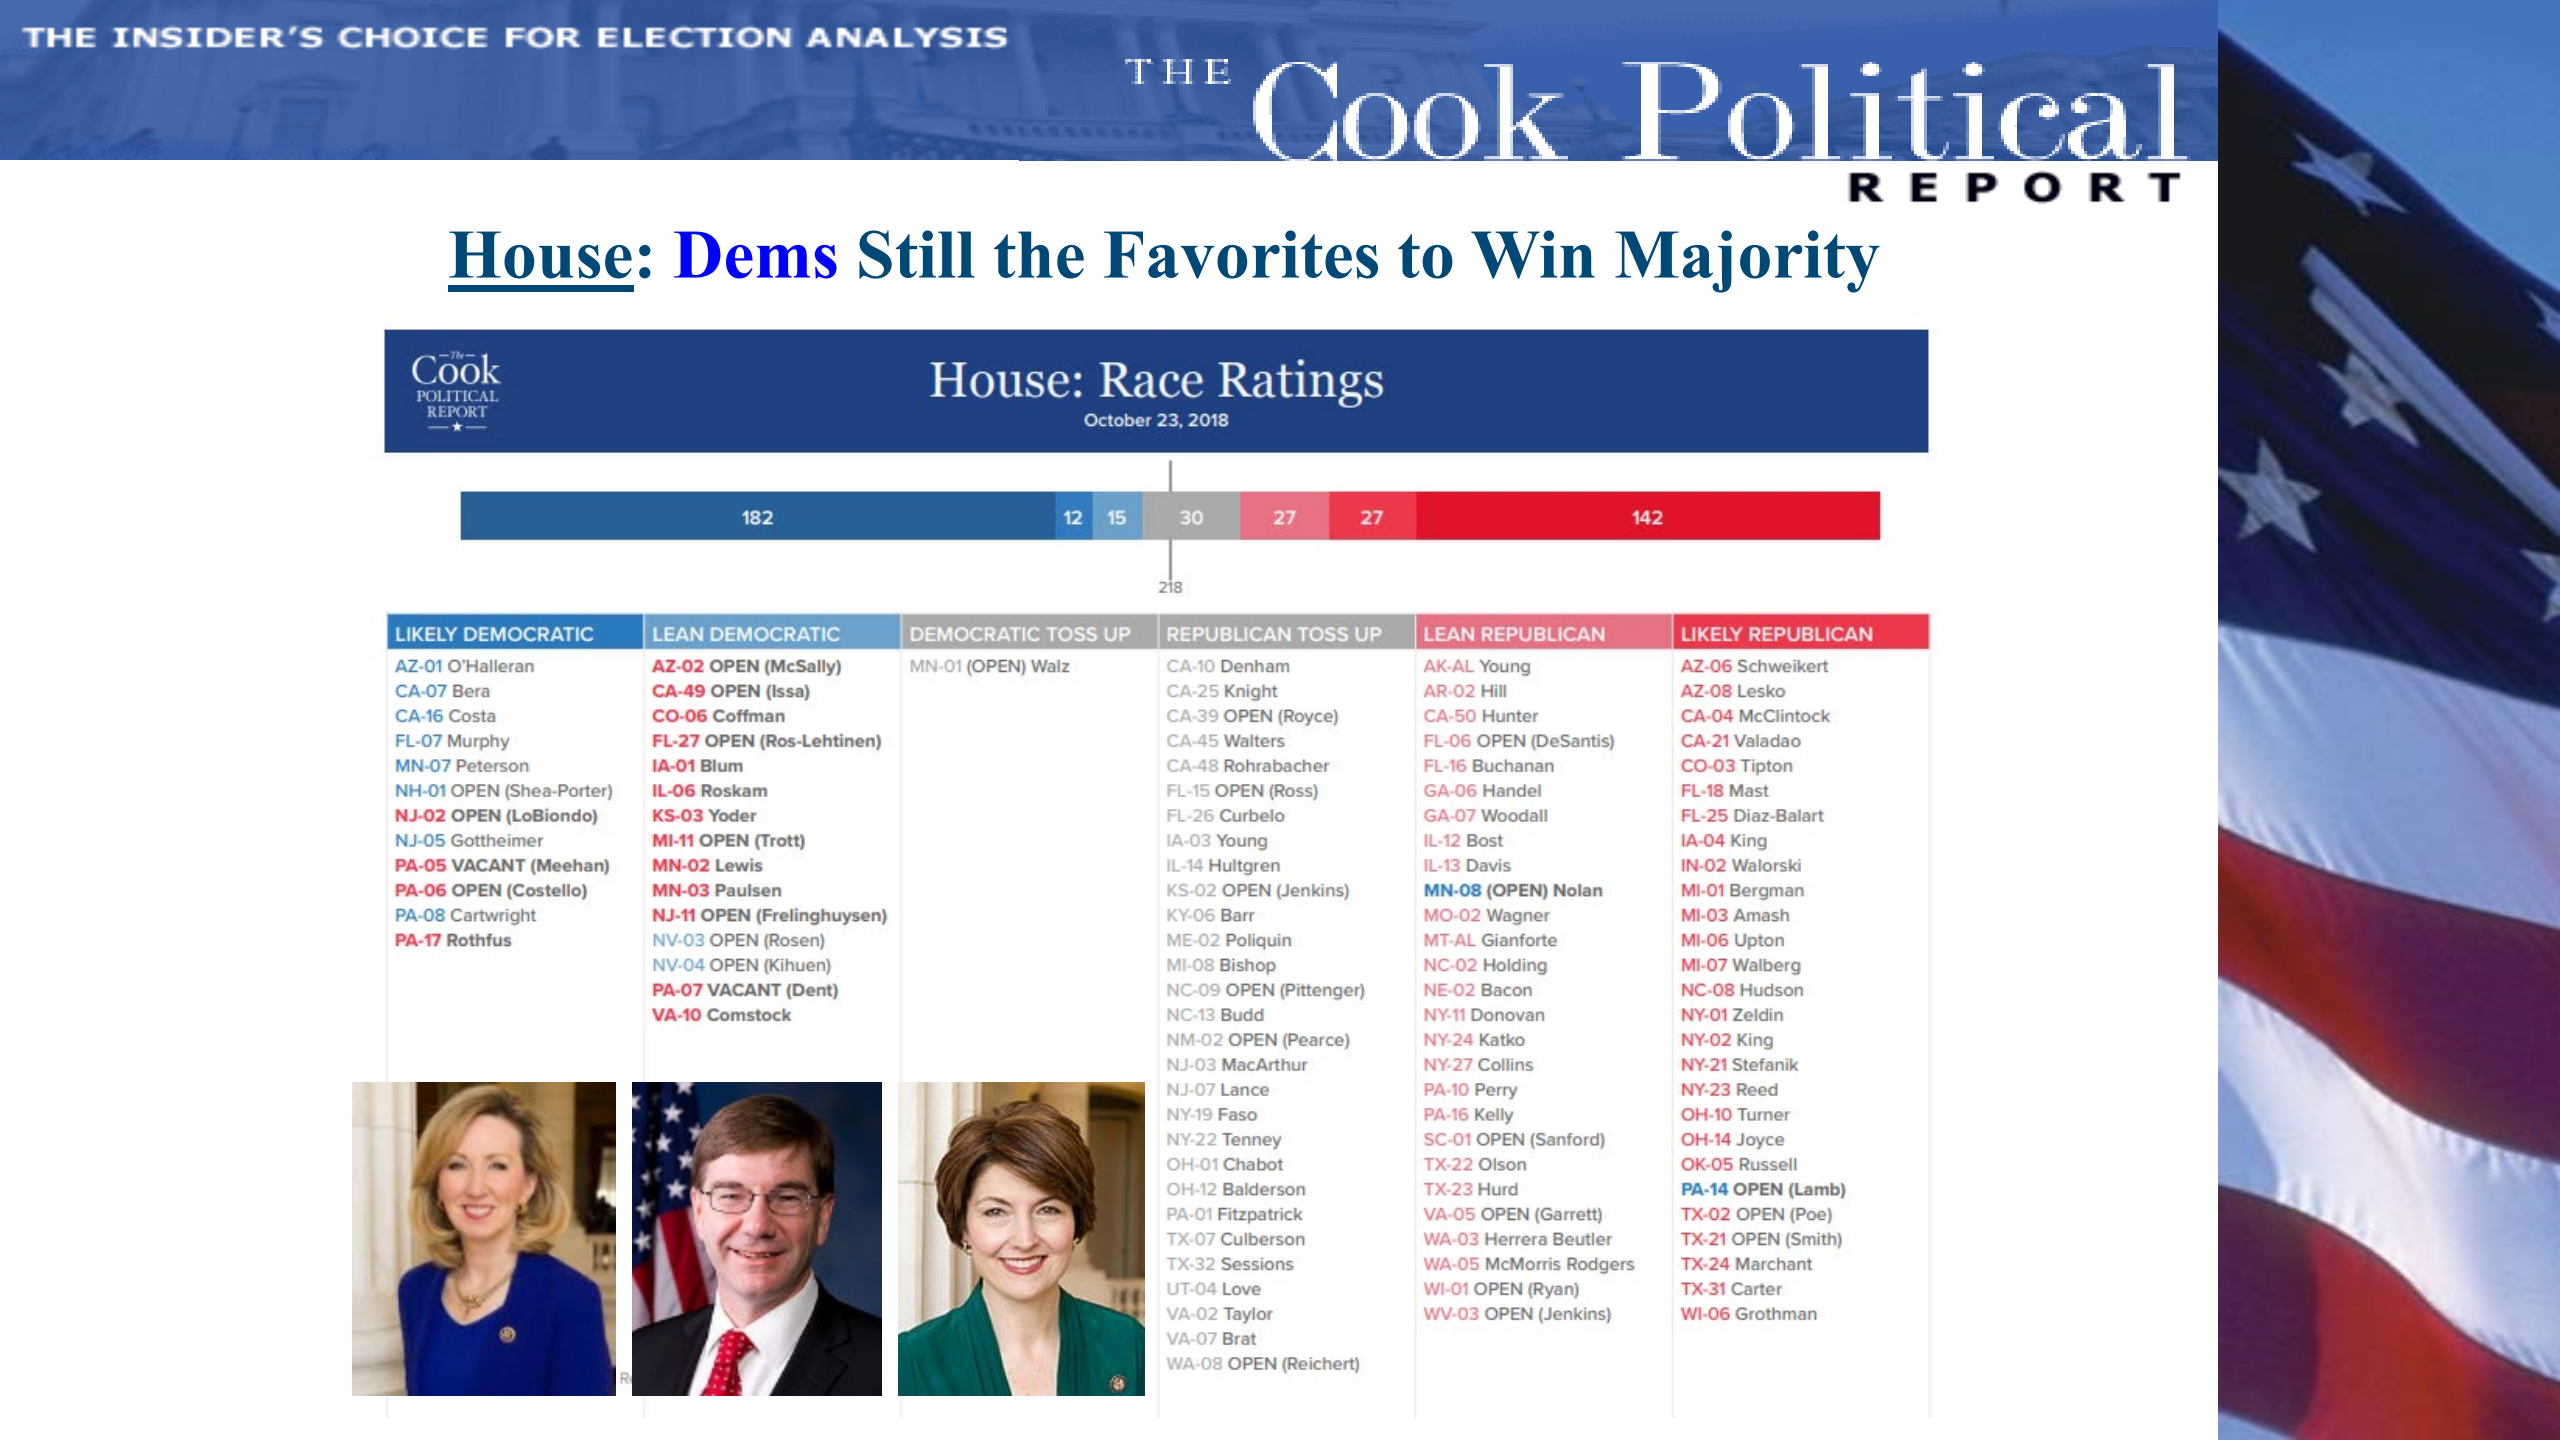 THE INSIDER'S CHOICE FOR ELECTION ANALYSIS
THE Cook Political
REPORT
House: Dems Still the Favorites to Win Majority
The
Cook
POLITICAL
REPORT
House: Race Ratings
October 23, 2018
182 12 15 30 27 27 142
218
LIKELY DEMOCRATIC
AZ-01 O'Halleran
CA-07 Bera
CA-16 Costa
FL-07 Murphy
MN-07 Peterson
NH-01 OPEN (Shea-Porter)
NJ-02 OPEN (LoBiondo)
NJ-05 Gottheimer
PA-05 VACANT (Meehan)
PA-06 OPEN (Costello)
PA-08 Cartwright
PA-17 Rothfus
LEAN DEMOCRATIC
AZ-02 OPEN (McSally)
CA-49 OPEN (Issa)
CO-06 Coffman
FL-27 OPEN (Ros-Lehtinen)
IA-01 Blum
IL-06 Roskam
KS-03 Yoder
MI-11 OPEN (Trott)
MN-02 Lewis
MN-03 Paulsen
NJ-11 OPEN (Frelinghuysen)
NV-03 OPEN (Rosen)
NV-04 OPEN (Kihuen)
PA-07 VACANT (Dent)
VA-10 Comstock
DEMOCRATIC TOSS UP
MN-01 (OPEN) Walz
REPUBLICAN TOSS UP
CA-10 Denham
CA-25 Knight
CA-39 OPEN (Royce)
CA-45 Walters
CA-48 Rohrabacher
FL-15 OPEN (Ross)
FL-26 Curbelo
IA-03 Young
IL-14 Hultgren
KS-02 OPEN (Jenkins)
KY-06 Barr
ME-02 Poliquin
MI-08 Bishop
NC-09 OPEN (Pittenger)
NC-13 Budd
NM-02 OPEN (Pearce)
NJ-03 MacArthur
NJ-07 Lance
NY-19 Faso
NY-22 Tenney
OH-01 Chabot
OH-12 Balderson
PA-01 Fitzpatrick
TX-07 Culberson
TX-32 Sessions
UT-04 Love
VA-02 Taylor
VA-07 Brat
WA-08 OPEN (Reichert)
LEAN REPUBLICAN
AK-AL Young
AR-02 Hill
CA-50 Hunter
FL-06 OPEN (DeSantis)
FL-16 Buchanan
GA-06 Handel
GA-07 Woodall
IL-12 Bost
IL-13 Davis
MN-08 (OPEN) Nolan
MO-02 Wagner
MT-AL Gianforte
NC-02 Holding
NE-02 Bacon
NY-11 Donovan
NY-24 Katko
NY-27 Collins
PA-10 Perry
PA-16 Kelly
SC-01 OPEN (Sanford)
TX-22 Olson
TX-23 Hurd
VA-05 OPEN (Garrett)
WA-03 Herrera Beutler
WA-05 McMorris Rodgers
WI-01 OPEN (Ryan)
WV-03 OPEN (Jenkins)
LIKELY REPUBLICAN
AZ-06 Schweikert
AZ-08 Lesko
CA-04 McClintock
CA-21 Valadao
CO-03 Tipton
FL-18 Mast
FL-25 Diaz-Balart
IA-04 King
IN-02 Walorski
MI-01 Bergman
MI-03 Amash
MI-06 Upton
MI-07 Walberg
NC-08 Hudson
NY-01 Zeldin
NY-02 King
NY-21 Stefanik
NY-23 Reed
OH-10 Turner
OH-14 Joyce
OK-05 Russell
PA-14 OPEN (Lamb)
TX-02 OPEN (Poe)
TX-21 OPEN (Smith)
TX-24 Marchant
TX-31 Carter
WI-06 Grothman